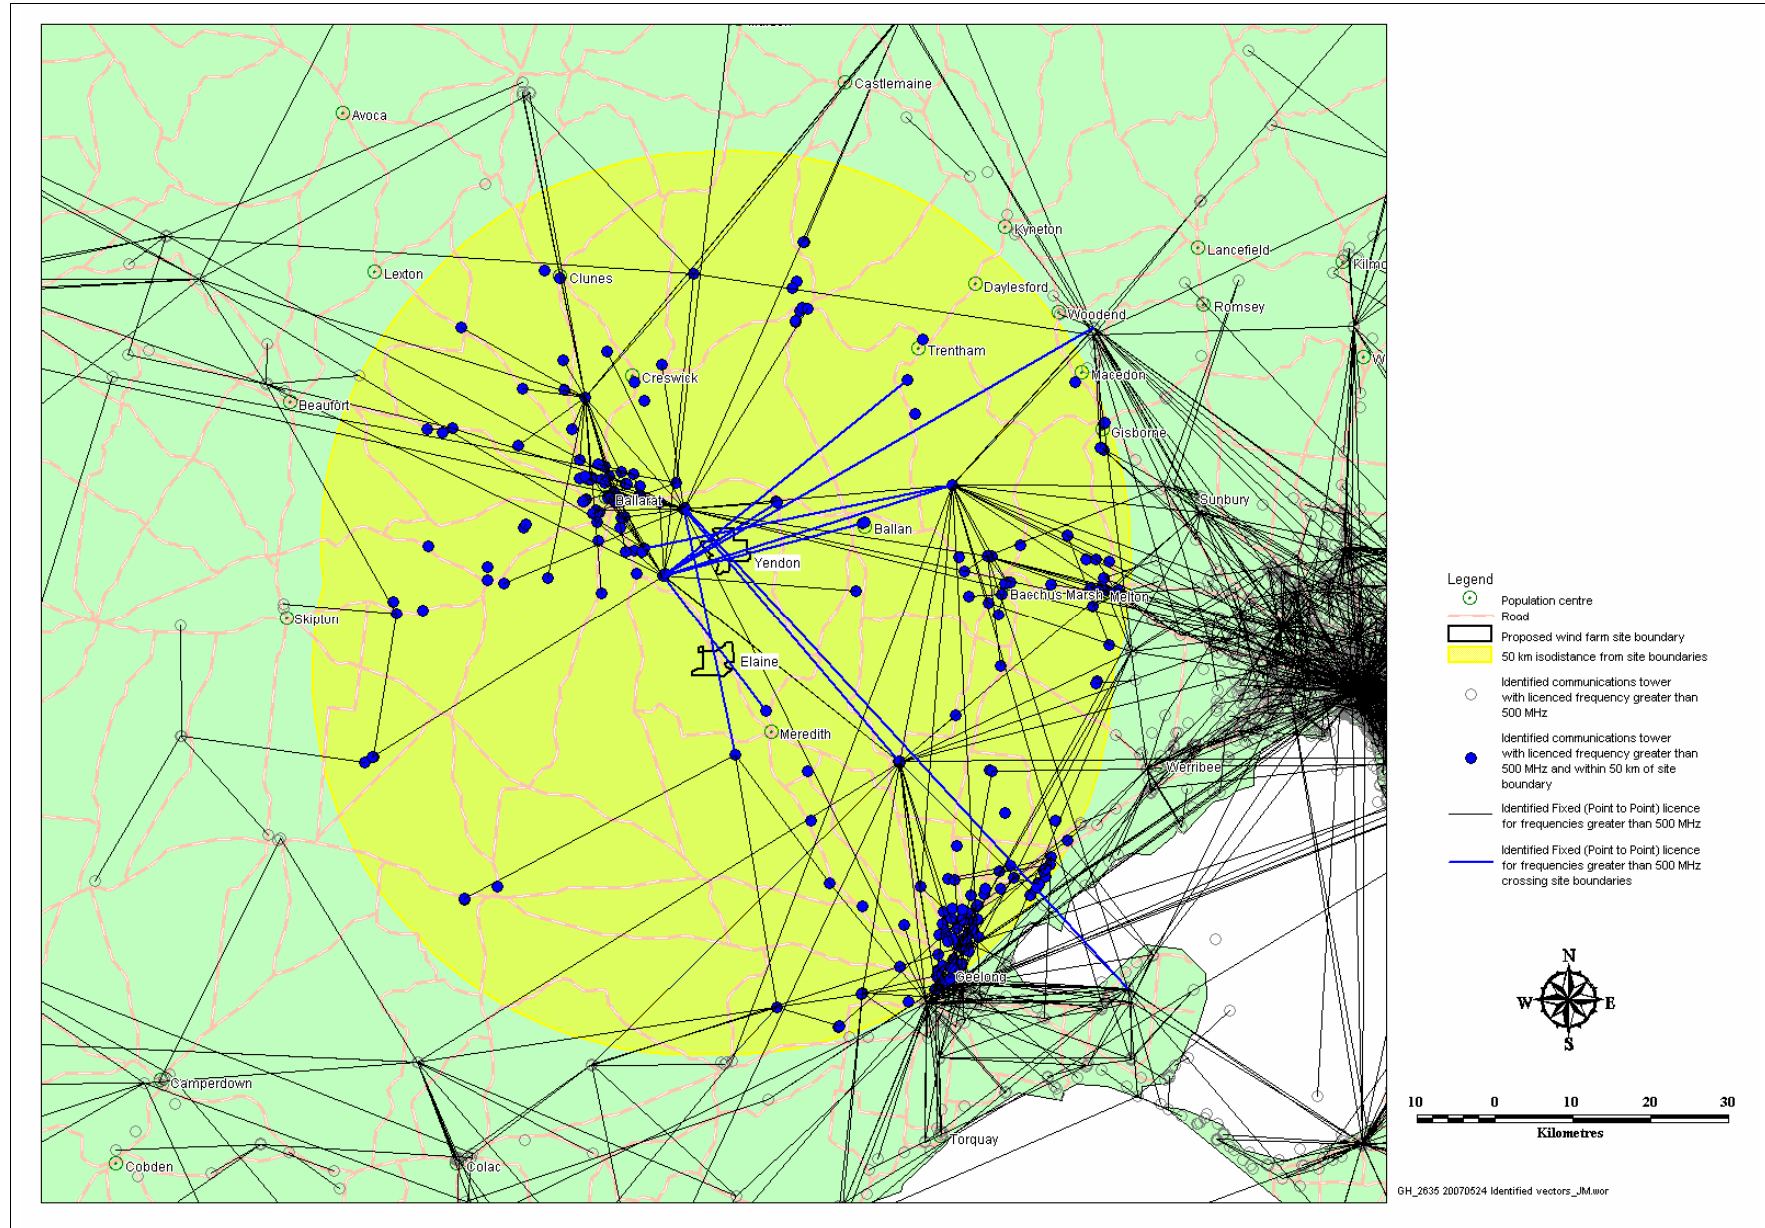 Castlemaine
Avoca
Kyneton
Lancefield
Kilmo
Lexton
Clunes
Daylesford
Romsey
Woodend
Trentham
W
Macedon
Creswick
Beaufort
Gisborne
Ballarat
Sunbury
Ballan
Yendon
Bacchus Marsh
Melton
Skipton
Elaine
Meredith
Werribee
Geelong
Camperdown
Torquay
Cobden
Colac
Legend
Population centre
Road
Proposed wind farm site boundary
50 km isodistance from site boundaries
Identified communications tower
with licenced frequency greater than
500 MHz
Identified communications tower
with licenced frequency greater than
500 MHz and within 50 km of site
boundary
Identified Fixed (Point to Point) licence
for frequencies greater than 500 MHz
Identified Fixed (Point to Point) licence
for frequencies greater than 500 MHz
crossing site boundaries
N
W E
S
10 0 10 20 30
Kilometres
GH_2635 20070524 Identified vectors_JM.wor